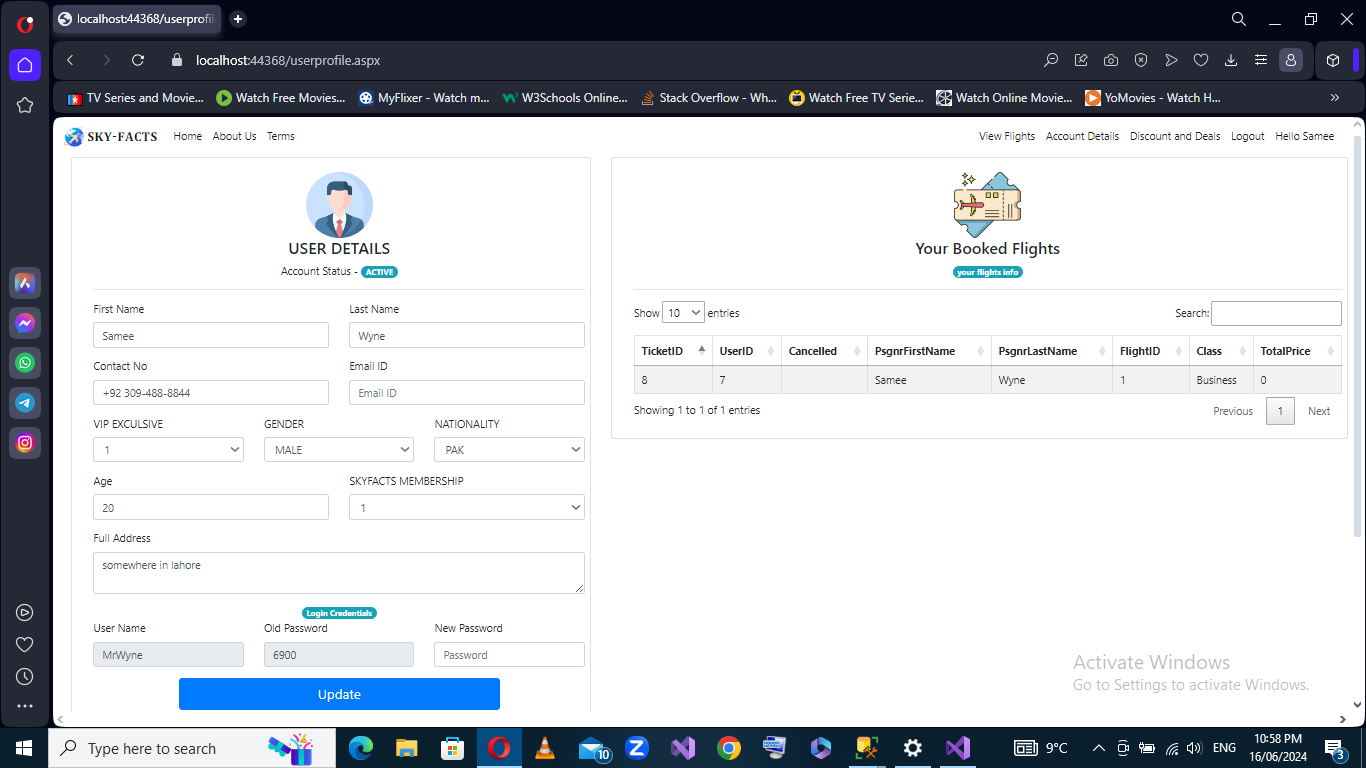 localhost:44368/userprofil
localhost:44368/userprofile.aspx
TV Series and Movie...
Watch Free Movies...
MyFlixer - Watch m...
W3Schools Online...
Stack Overflow - Wh...
Watch Free TV Serie...
Watch Online Movie...
YoMovies - Watch H...
SKY-FACTS Home About Us Terms
View Flights Account Details Discount and Deals Logout Hello Samee
USER DETAILS
Account Status - ACTIVE
First Name Last Name
Samee Wyne
Contact No Email ID
+92 309-488-8844 Email ID
VIP EXCULSIVE GENDER NATIONALITY
1 MALE PAK
Age SKYFACTS MEMBERSHIP
20 1
Full Address
somewhere in lahore
Login Credentials
User Name Old Password New Password
MrWyne 6900 Password
Update
Your Booked Flights
your flights info
Show 10 entries Search:
TicketID UserID Cancelled PsgnrFirstName PsgnrLastName FlightID Class TotalPrice
8 7 Samee Wyne 1 Business 0
Showing 1 to 1 of 1 entries Previous 1 Next
Activate Windows
Go to Settings to activate Windows.
Type here to search
10
9°C
ENG
10:58 PM
16/06/2024
3